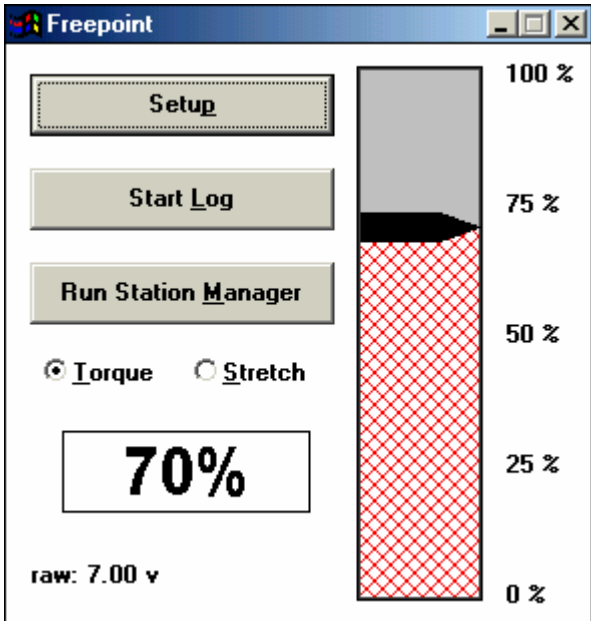 Freepoint
Setup
Start Log
Run Station Manager
Torque Stretch
70%
raw: 7.00 v
100 %
75 %
50 %
25 %
0 %